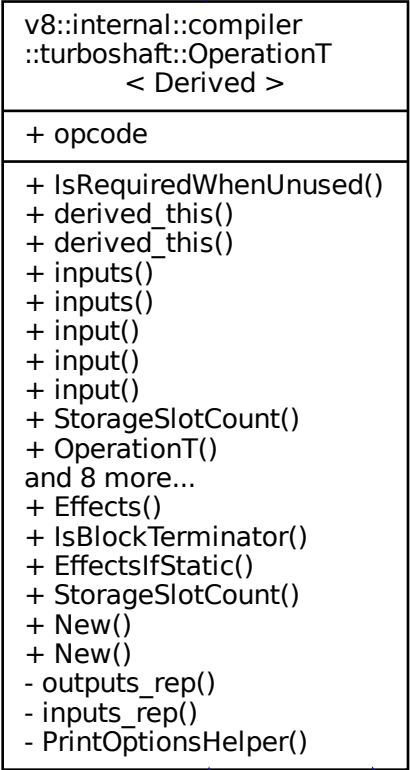 v8::internal::compiler
::turboshaft::OperationT
< Derived >
+ opcode
+ IsRequiredWhenUnused()
+ derived_this()
+ derived_this()
+ inputs()
+ inputs()
+ input()
+ input()
+ input()
+ StorageSlotCount()
+ OperationT()
and 8 more...
+ Effects()
+ IsBlockTerminator()
+ EffectsIfStatic()
+ StorageSlotCount()
+ New()
+ New()
- outputs_rep()
- inputs_rep()
- PrintOptionsHelper()